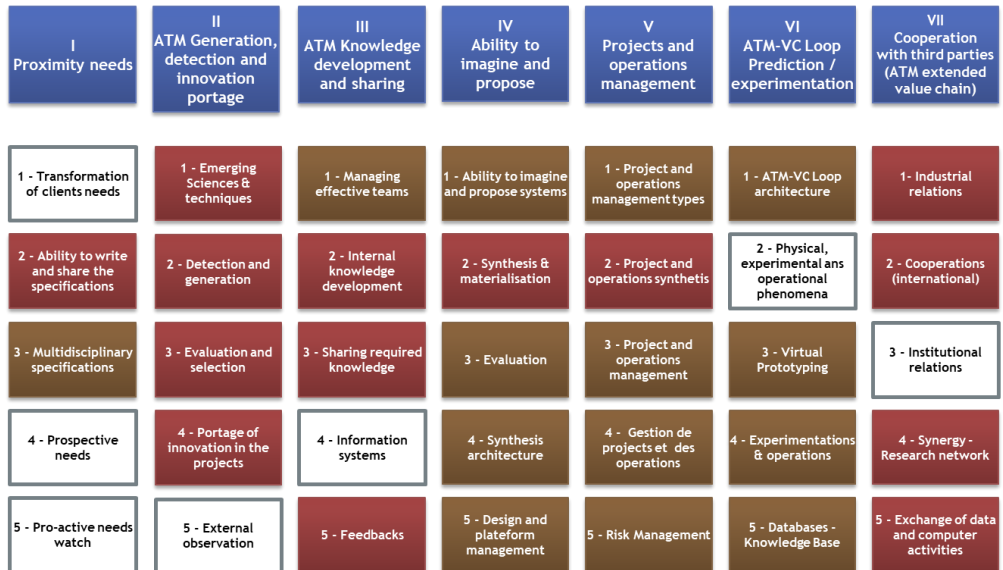 I
Proximity needs
II
ATM Generation,
detection and
innovation
portage
III
ATM Knowledge
development
and sharing
IV
Ability to
imagine and
propose
V
Projects and
operations
management
VI
ATM-VC Loop
Prediction /
experimentation
VII
Cooperation
with third parties
(ATM extended
value chain)
1 - Transformation
of clients needs
1 - Emerging
Sciences &
techniques
1 - Managing
effective teams
1 - Ability to imagine
and propose systems
1 - Project and
operations
management types
1 - ATM-VC Loop
architecture
1- Industrial
relations
2 - Ability to write
and share the
specifications
2 - Detection and
generation
2 - Internal
knowledge
development
2 - Synthesis &
materialisation
2 - Project and
operations synthetis
2 - Physical,
experimental ans
operational
phenomena
2 - Cooperations
(international)
3 - Multidisciplinary
specifications
3 - Evaluation and
selection
3 - Sharing required
knowledge
3 - Evaluation
3 - Project and
operations
management
3 - Virtual
Prototyping
3 - Institutional
relations
4 - Prospective
needs
4 - Portage of
innovation in the
projects
4 - Information
systems
4 - Synthesis
architecture
4 - Gestion de
projets et des
operations
4 - Experimentations
& operations
4 - Synergy -
Research network
5 - Pro-active needs
watch
5 - External
observation
5 - Feedbacks
5 - Design and
plateform
management
5 - Risk Management
5 - Databases -
Knowledge Base
5 - Exchange of data
and computer
activities